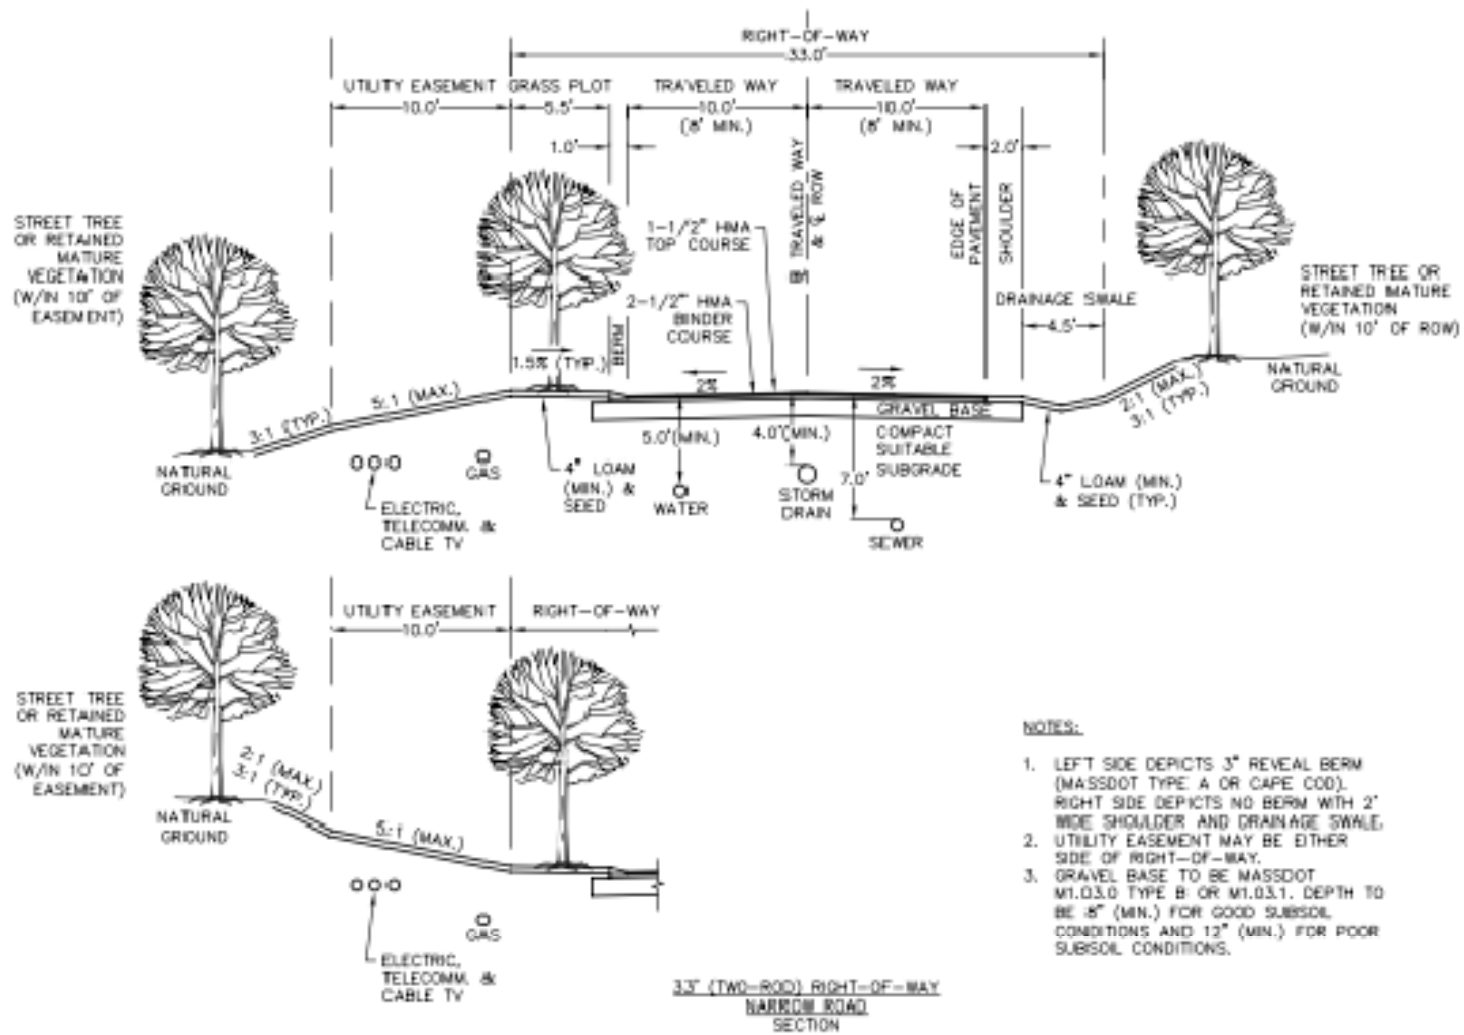 RIGHT-OF-WAY
33.0'
UTILITY EASEMENT
10.0'
GRASS PLOT
5.5'
TRAVELED WAY
10.0'
(8' MIN.)
TRAVELED WAY
10.0'
(8' MIN.)
1.0'
2.0'
STREET TREE
OR RETAINED
MATURE
VEGETATION
(W/IN 10' OF
EASEMENT)
1-1/2" HMA
TOP COURSE
2-1/2" HMA
BINDER
COURSE
TRAVELED WAY
& ROW
EDGE OF
PAVEMENT
SHOULDER
DRAINAGE SWALE
4.5'
STREET TREE OR
RETAINED MATURE
VEGETATION
(W/IN 10' OF ROW)
BERM
1.5% (TYP.)
2%
2%
3:1 (TYP.)
5:1 (MAX.)
2:1 (MAX.)
3:1 (TYP.)
NATURAL
GROUND
NATURAL
GROUND
GRAVEL BASE
COMPACT
SUITABLE
SUBGRADE
5.0'(MIN.)
4.0'(MIN.)
7.0'
GAS
4" LOAM
(MIN.) &
SEED
WATER
STORM
DRAIN
SEWER
4" LOAM (MIN.)
& SEED (TYP.)
ELECTRIC,
TELECOMM. &
CABLE TV
UTILITY EASEMENT
10.0'
RIGHT-OF-WAY
STREET TREE
OR RETAINED
MATURE
VEGETATION
(W/IN 10' OF
EASEMENT)
2:1 (MAX.)
3:1 (TYP.)
5:1 (MAX.)
NATURAL
GROUND
GAS
ELECTRIC,
TELECOMM. &
CABLE TV
NOTES:
1. LEFT SIDE DEPICTS 3" REVEAL BERM
(MASSDOT TYPE A OR CAPE COD).
RIGHT SIDE DEPICTS NO BERM WITH 2'
WIDE SHOULDER AND DRAINAGE SWALE.
2. UTILITY EASEMENT MAY BE EITHER
SIDE OF RIGHT-OF-WAY.
3. GRAVEL BASE TO BE MASSDOT
M1.03.0 TYPE B OR M1.03.1. DEPTH TO
BE 8" (MIN.) FOR GOOD SUBSOIL
CONDITIONS AND 12" (MIN.) FOR POOR
SUBSOIL CONDITIONS.
33' (TWO-ROD) RIGHT-OF-WAY
NARROW ROAD
SECTION